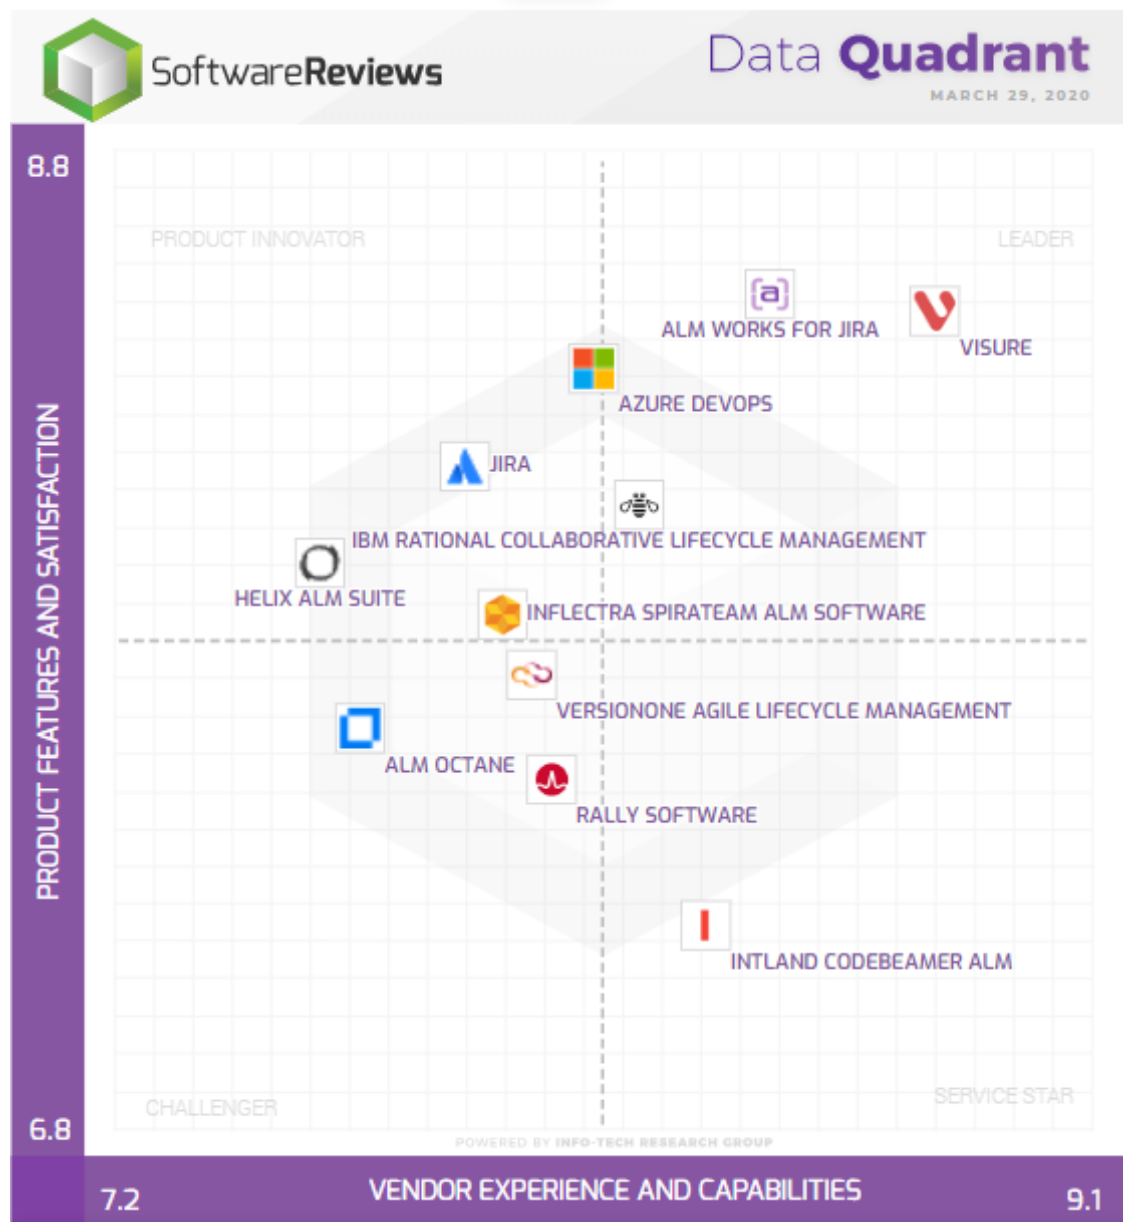 SoftwareReviews
Data Quadrant
MARCH 29, 2020
8.8
PRODUCT INNOVATOR
LEADER
[a]
ALM WORKS FOR JIRA
VISURE
AZURE DEVOPS
JIRA
IBM RATIONAL COLLABORATIVE LIFECYCLE MANAGEMENT
HELIX ALM SUITE
INFLECTRA SPIRATEAM ALM SOFTWARE
PRODUCT FEATURES AND SATISFACTION
VERSIONONE AGILE LIFECYCLE MANAGEMENT
ALM OCTANE
RALLY SOFTWARE
INTLAND CODEBEAMER ALM
CHALLENGER
SERVICE STAR
6.8
POWERED BY INFO-TECH RESEARCH GROUP
7.2
VENDOR EXPERIENCE AND CAPABILITIES
9.1